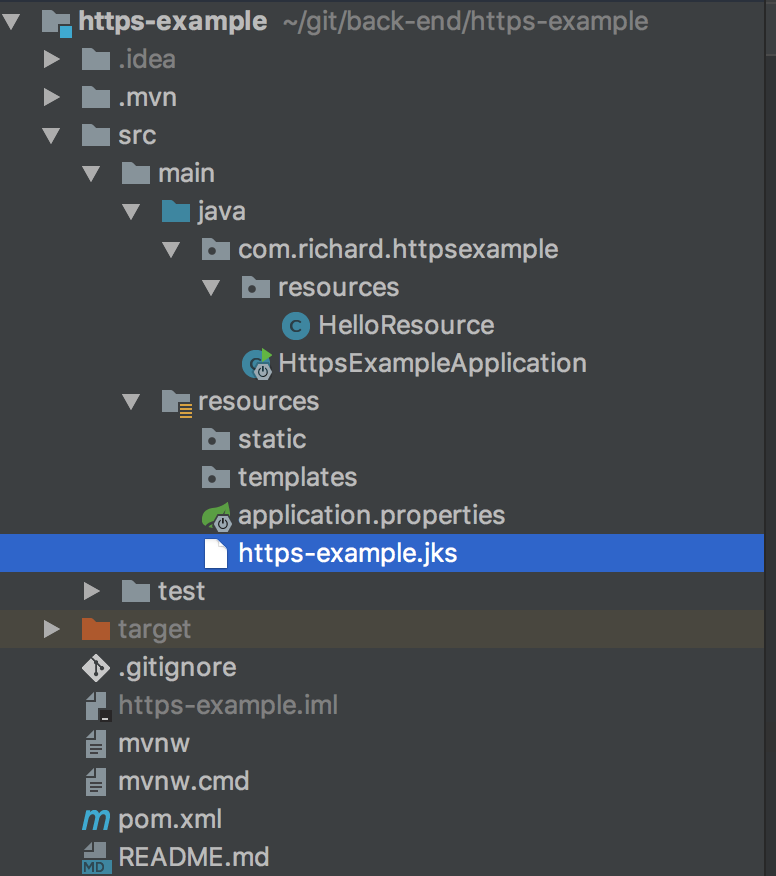 https-example ~/git/back-end/https-example
.idea
.mvn
src
main
java
com.richard.httpsexample
resources
C HelloResource
C HttpsExampleApplication
resources
static
templates
application.properties
https-example.jks
test
target
.gitignore
https-example.iml
mvnw
mvnw.cmd
m pom.xml
MD README.md